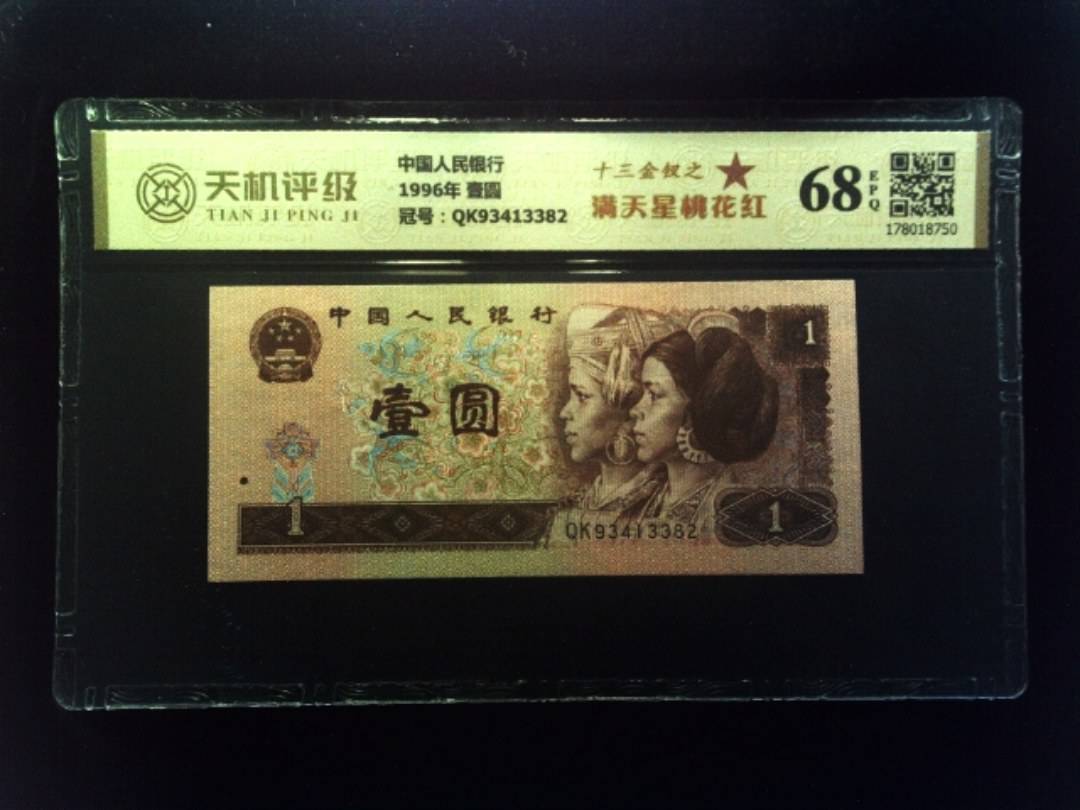 天机评级
TIAN JI PING JI
中国人民银行
1996年 壹圆
冠号：QK93413382
十三金钗之
满天星桃花红
68
EPQ
178018750
中國人民银行
1
壹圆
1
QK93413382
1